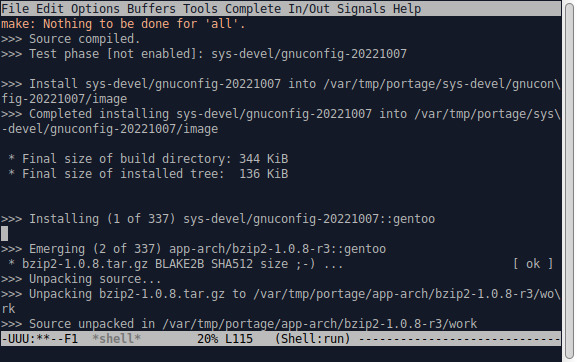 File Edit Options Buffers Tools Complete In/Out Signals Help
make: Nothing to be done for 'all'.
>>> Source compiled.
>>> Test phase [not enabled]: sys-devel/gnuconfig-20221007
>>> Install sys-devel/gnuconfig-20221007 into /var/tmp/portage/sys-devel/gnucon\
fig-20221007/image
>>> Completed installing sys-devel/gnuconfig-20221007 into /var/tmp/portage/sys\
-devel/gnuconfig-20221007/image
* Final size of build directory: 344 KiB
* Final size of installed tree:  136 KiB
>>> Installing (1 of 337) sys-devel/gnuconfig-20221007::gentoo
>>> Emerging (2 of 337) app-arch/bzip2-1.0.8-r3::gentoo
* bzip2-1.0.8.tar.gz BLAKE2B SHA512 size ;-) ... [ ok ]
>>> Unpacking source...
>>> Unpacking bzip2-1.0.8.tar.gz to /var/tmp/portage/app-arch/bzip2-1.0.8-r3/wo\
rk
>>> Source unpacked in /var/tmp/portage/app-arch/bzip2-1.0.8-r3/work
-UUU:**--F1  *shell*        20% L115   (Shell:run) ----------------------------